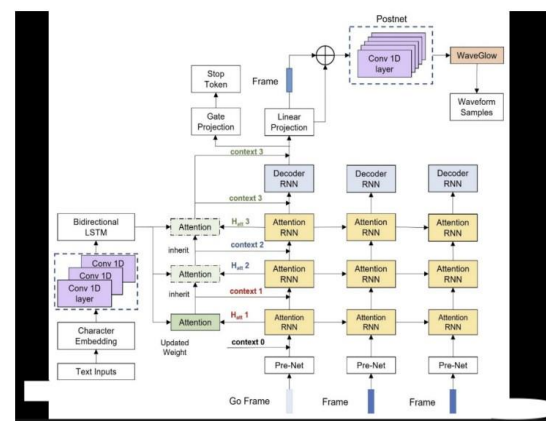 Postnet
Conv 1D
layer
WaveGlow
Waveform
Samples
Frame
Stop
Token
Gate
Projection
Linear
Projection
context 3
context 3
Decoder
RNN
Decoder
RNN
Decoder
RNN
Bidirectional
LSTM
Attention
H_att 3
Attention
RNN
Attention
RNN
Attention
RNN
inherit
context 2
Conv 1D
Conv 1D
Conv 1D
layer
Attention
H_att 2
Attention
RNN
Attention
RNN
Attention
RNN
inherit
context 1
Character
Embedding
Attention
H_att 1
Attention
RNN
Attention
RNN
Attention
RNN
Updated
Weight
context 0
Text Inputs
Pre-Net
Pre-Net
Pre-Net
Go Frame
Frame
Frame